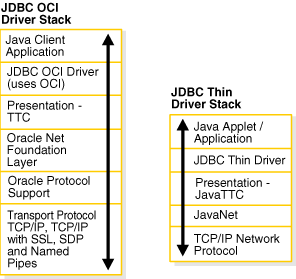 JDBC OCI
Driver Stack
Java Client
Application
JDBC OCI Driver
(uses OCI)
Presentation -
TTC
Oracle Net
Foundation
Layer
Oracle Protocol
Support
Transport Protocol
TCP/IP, TCP/IP
with SSL, SDP
and Named
Pipes
JDBC Thin
Driver Stack
Java Applet /
Application
JDBC Thin Driver
Presentation -
JavaTTC
JavaNet
TCP/IP Network
Protocol